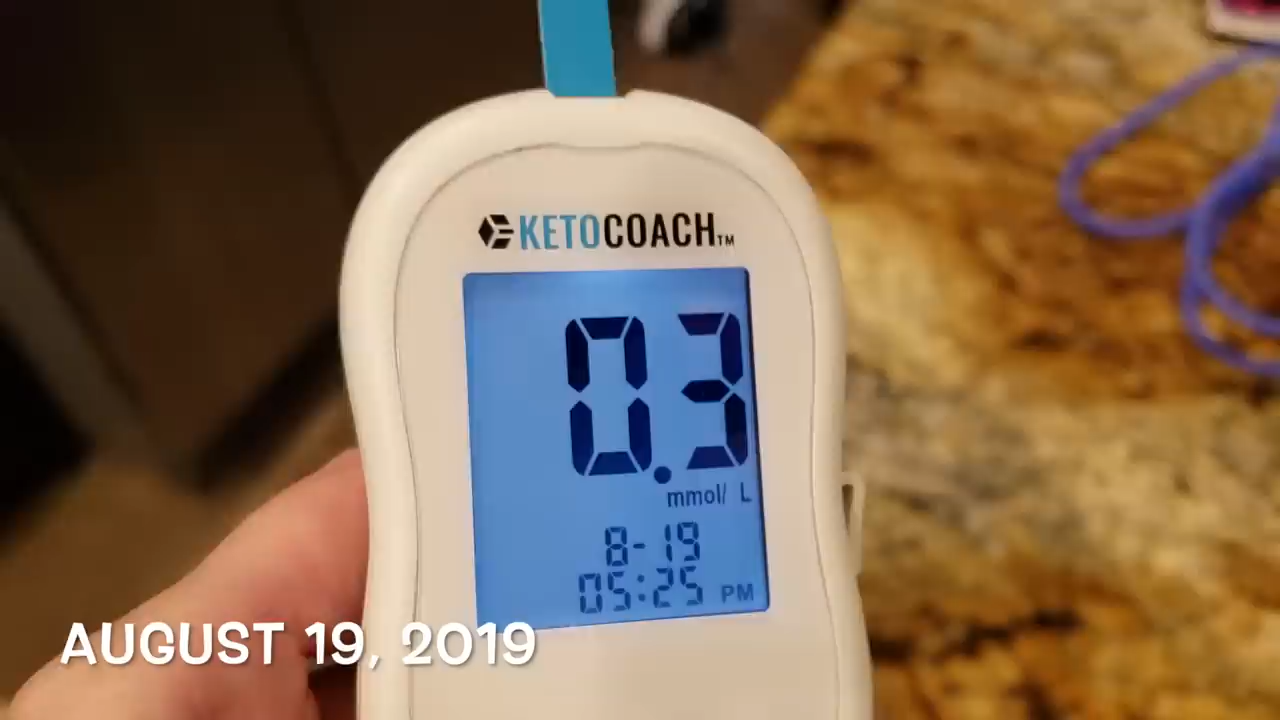 KETOCOACH™
0.3
mmol/ L
8-19
05:25 PM
AUGUST 19, 2019